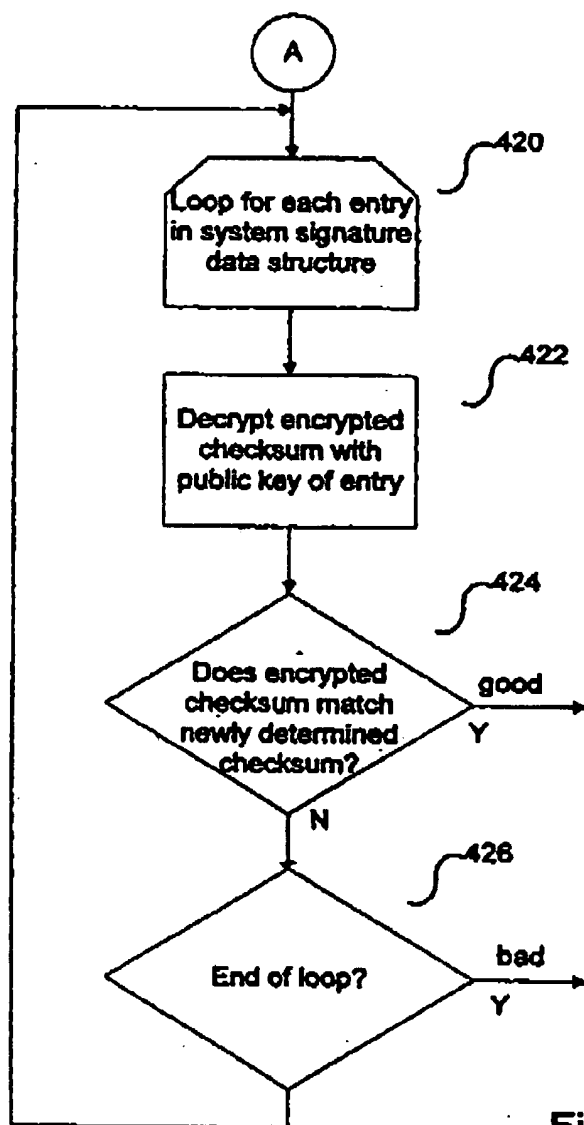 A
420
Loop for each entry
in system signature
data structure
422
Decrypt encrypted
checksum with
public key of entry
424
Does encrypted
checksum match
newly determined
checksum?
good
Y
N
426
End of loop?
bad
Y